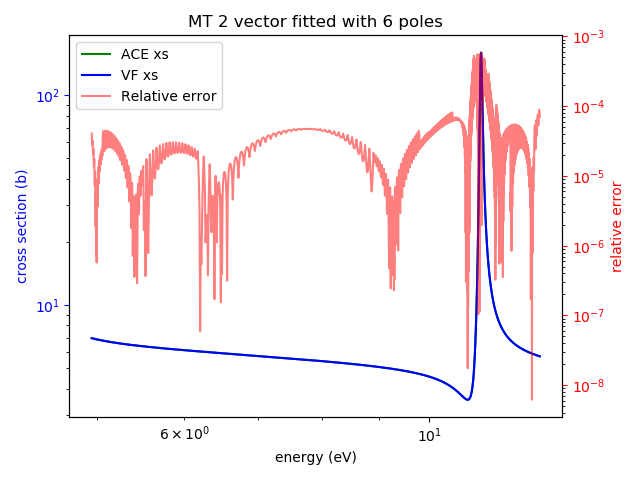 MT 2 vector fitted with 6 poles
ACE xs
VF xs
Relative error
cross section (b)
10²
10¹
relative error
10⁻³
10⁻⁴
10⁻⁵
10⁻⁶
10⁻⁷
10⁻⁸
6 × 10⁰
10¹
energy (eV)